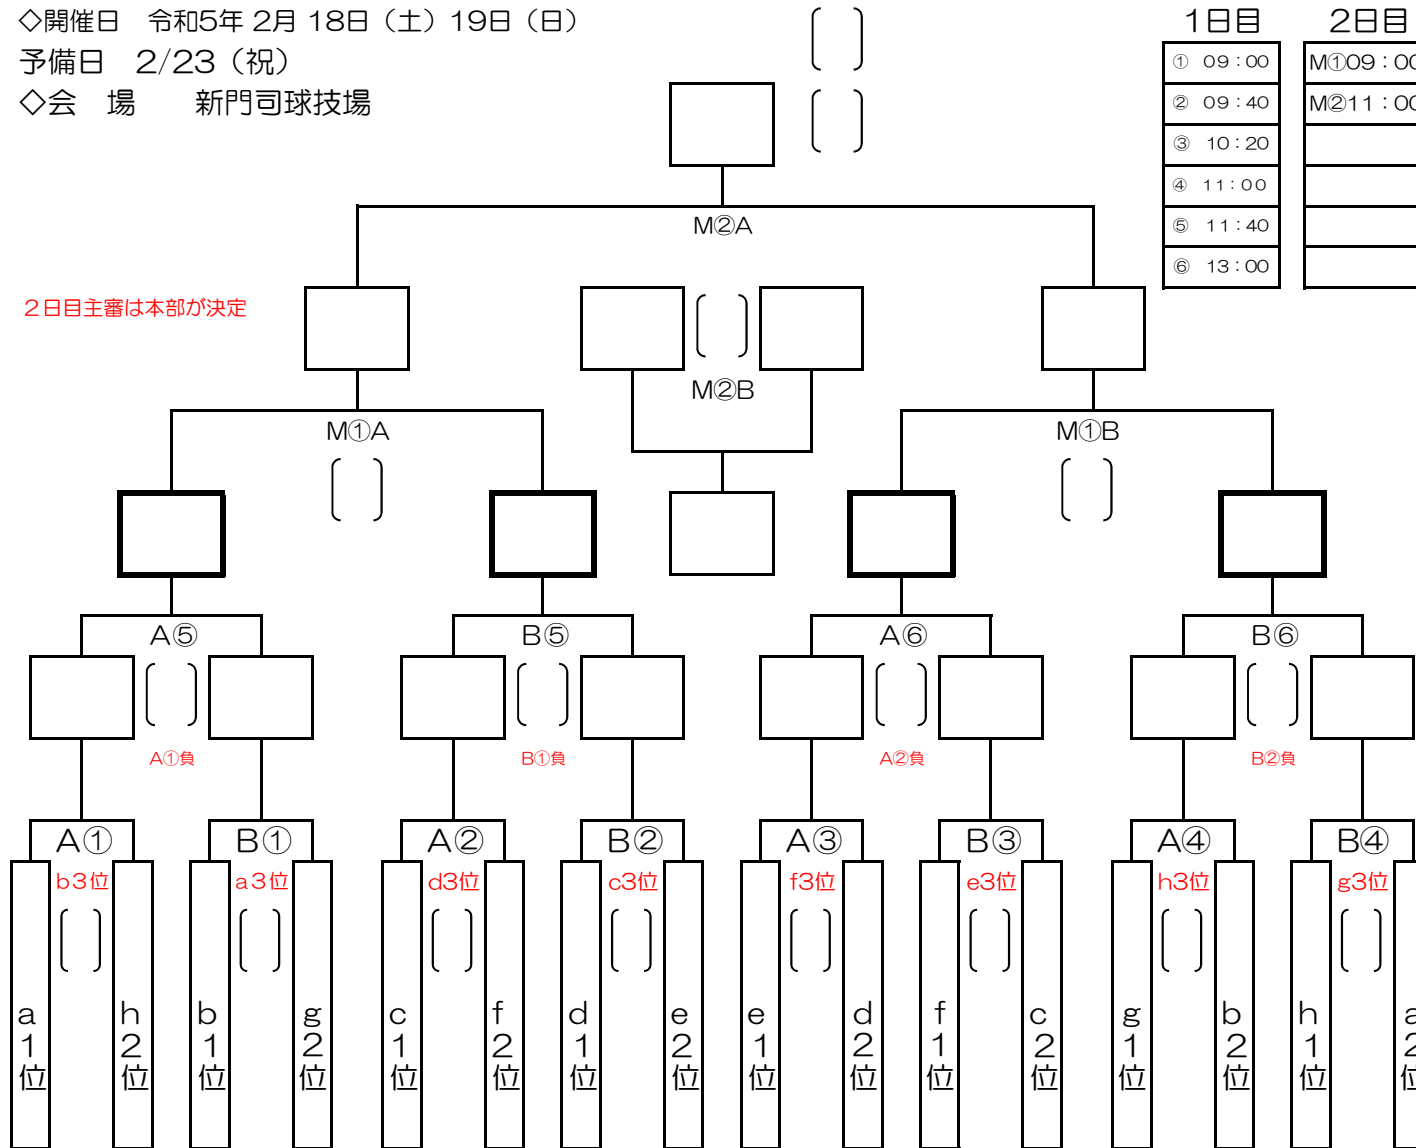 ◇開催日　令和5年 2月 18日（土）19日（日）
予備日　2/23（祝）
◇会　場　　新門司球技場
1日目
① 09：00
② 09：40
③ 10：20
④ 11：00
⑤ 11：40
⑥ 13：00
2日目
M①09：00
M②11：00
M②A
２日目主審は本部が決定
M②B
M①A
M①B
A⑤
B⑤
A⑥
B⑥
A①負
B①負
A②負
B②負
A①
B①
A②
B②
A③
B③
A④
B④
b3位
a3位
d3位
c3位
f3位
e3位
h3位
g3位
a1位
h2位
b1位
g2位
c1位
f2位
d1位
e2位
e1位
d2位
f1位
c2位
g1位
b2位
h1位
a2位